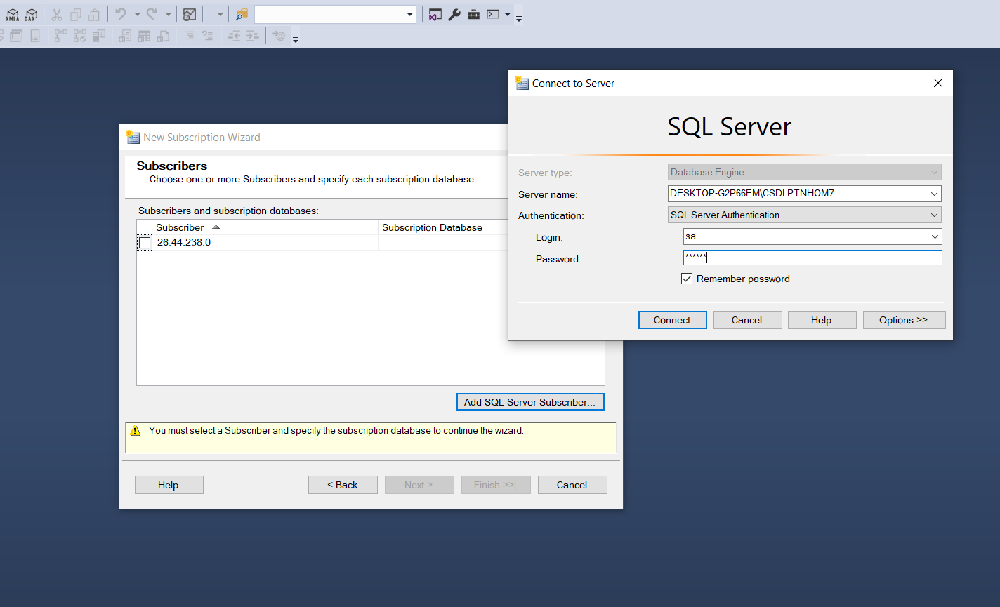 XMLA DAX
Connect to Server
SQL Server
Server type:
Database Engine
Server name:
DESKTOP-G2P66EM\CSDLPTNHOM7
Authentication:
SQL Server Authentication
Login:
sa
Password:
******
Remember password
Connect
Cancel
Help
Options >>
New Subscription Wizard
Subscribers
Choose one or more Subscribers and specify each subscription database.
Subscribers and subscription databases:
Subscriber
Subscription Database
26.44.238.0
Add SQL Server Subscriber...
You must select a Subscriber and specify the subscription database to continue the wizard.
Help
< Back
Next >
Finish >>|
Cancel